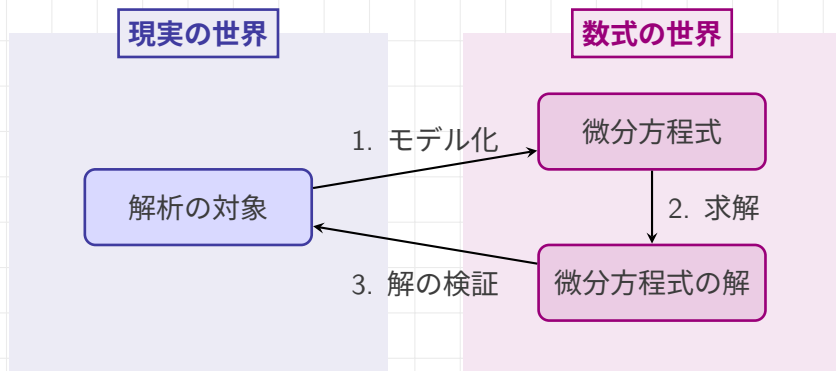 現実の世界
数式の世界
微分方程式
1. モデル化
解析の対象
2. 求解
3. 解の検証
微分方程式の解